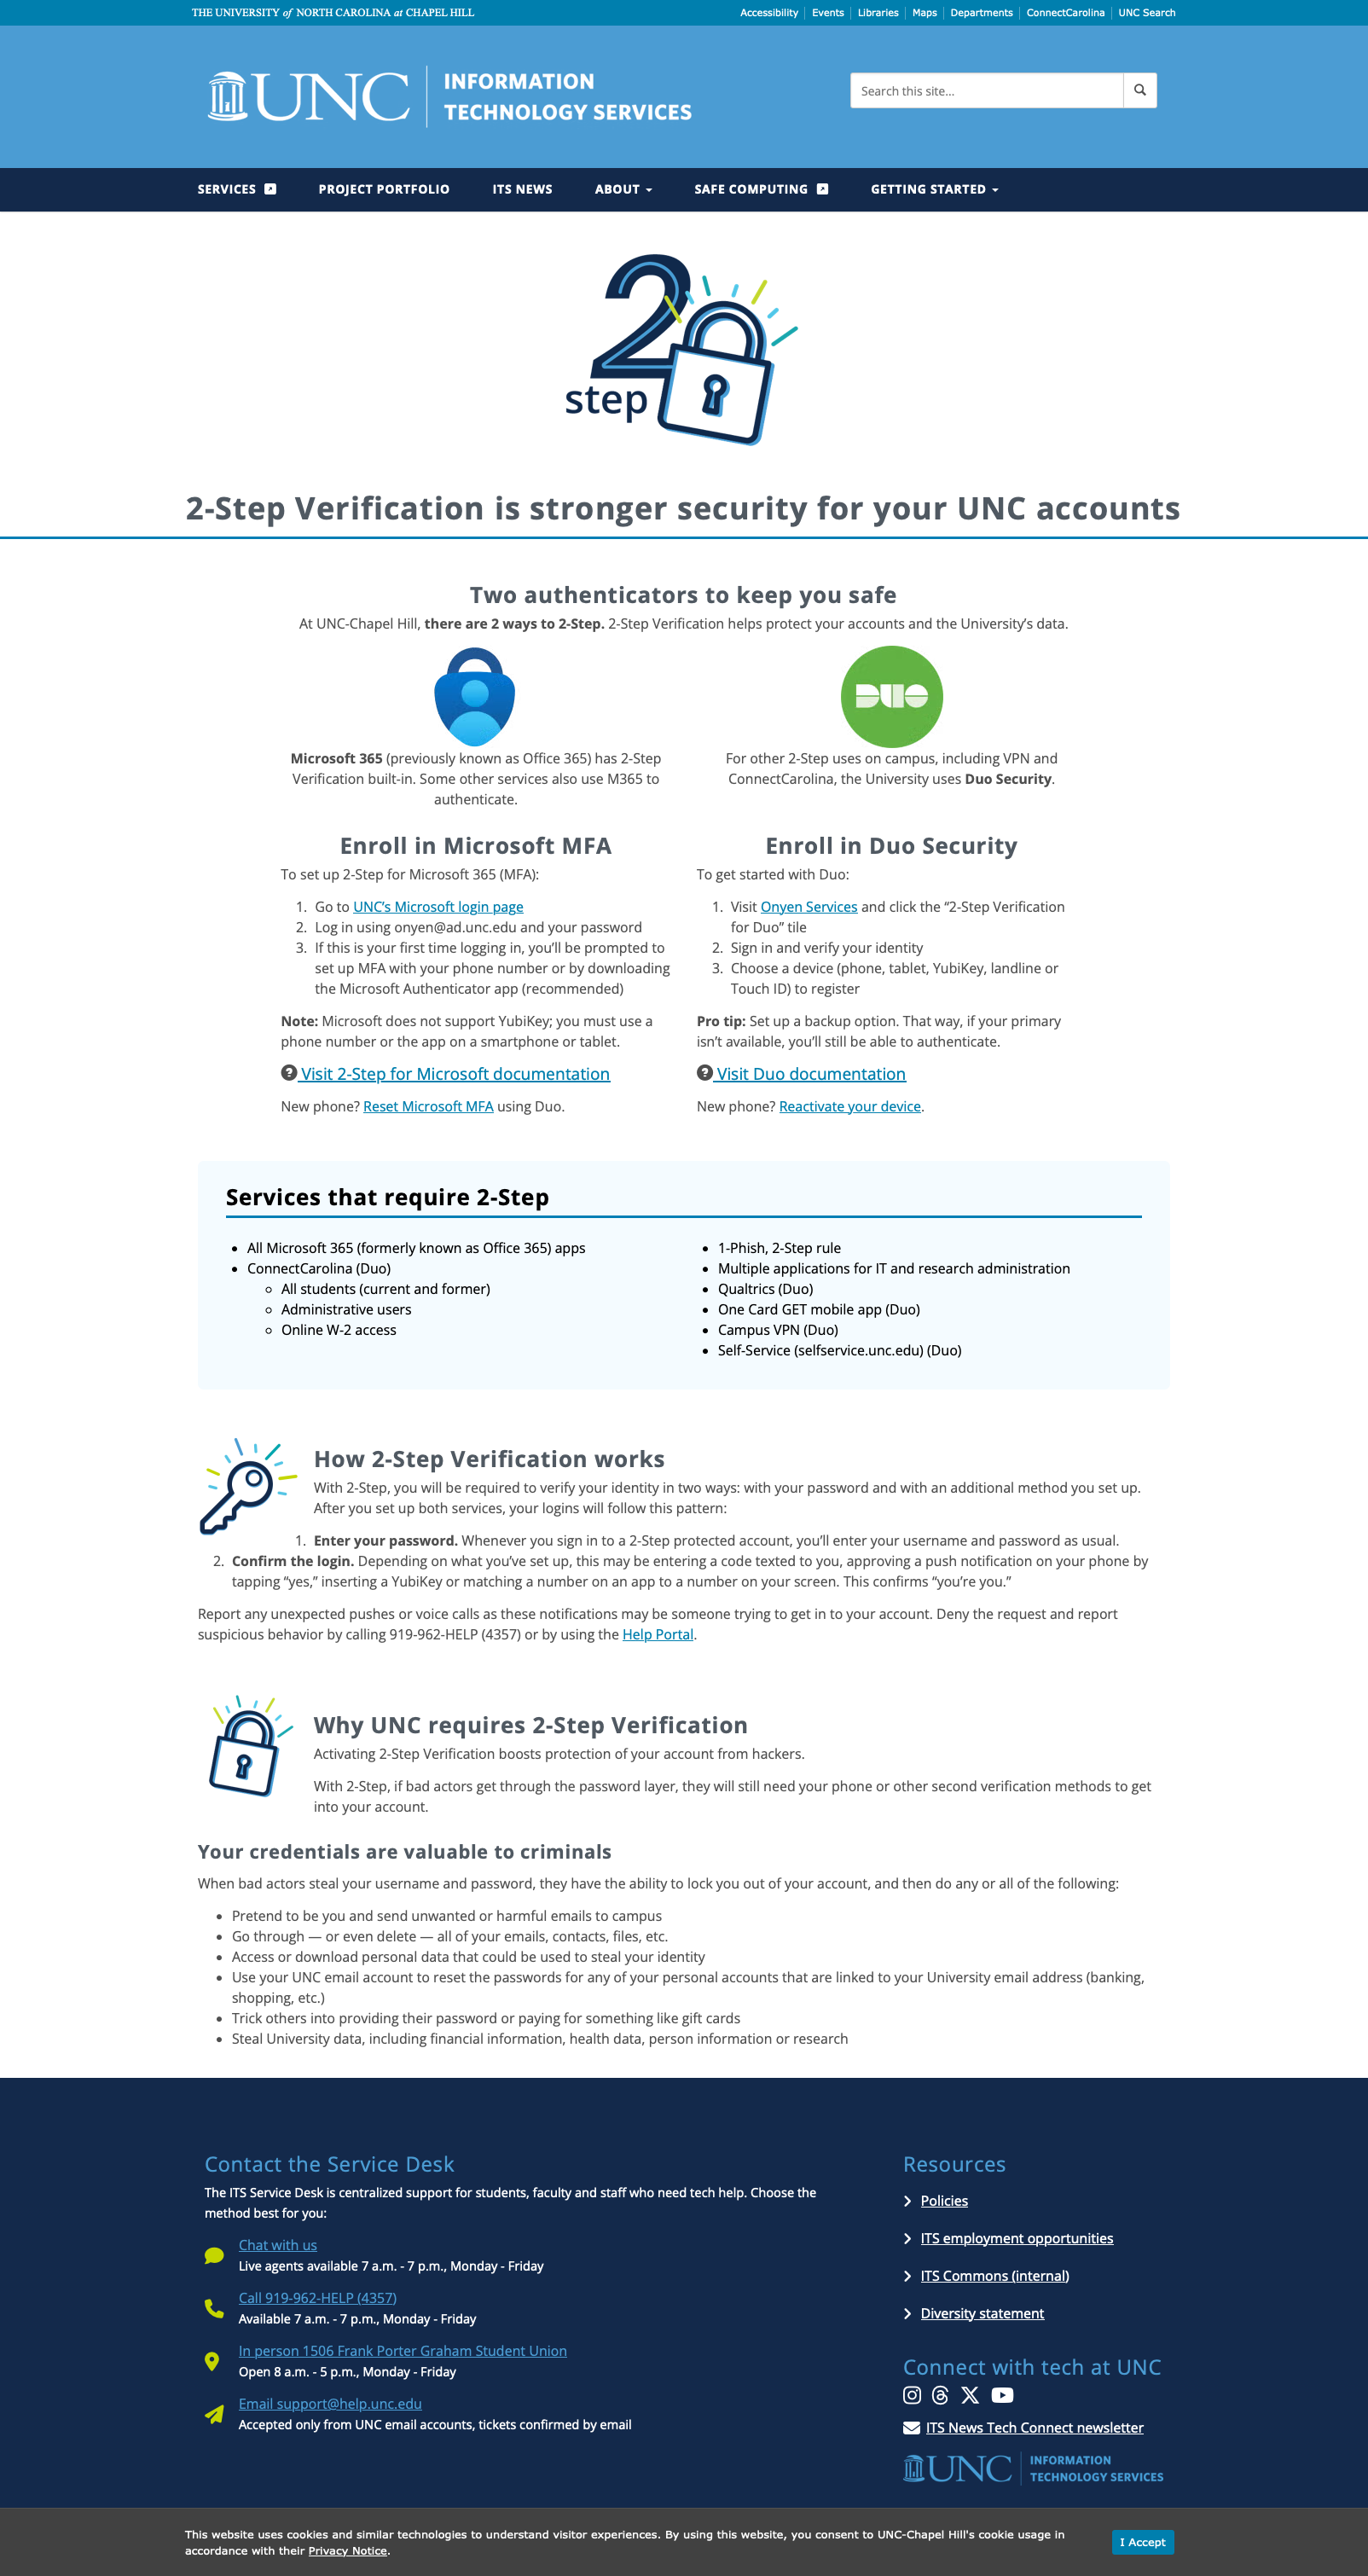 THE UNIVERSITY of NORTH CAROLINA at CHAPEL HILL
Accessibility Events Libraries Maps Departments ConnectCarolina UNC Search
UNC INFORMATION
TECHNOLOGY SERVICES
Search this site...
SERVICES PROJECT PORTFOLIO ITS NEWS ABOUT SAFE COMPUTING GETTING STARTED
2
step
2-Step Verification is stronger security for your UNC accounts
Two authenticators to keep you safe
At UNC-Chapel Hill, there are 2 ways to 2-Step. 2-Step Verification helps protect your accounts and the University’s data.
Microsoft 365 (previously known as Office 365) has 2-Step
Verification built-in. Some other services also use M365 to
authenticate.
Enroll in Microsoft MFA
To set up 2-Step for Microsoft 365 (MFA):
1. Go to UNC’s Microsoft login page
2. Log in using onyen@ad.unc.edu and your password
3. If this is your first time logging in, you’ll be prompted to
set up MFA with your phone number or by downloading
the Microsoft Authenticator app (recommended)
Note: Microsoft does not support YubiKey; you must use a
phone number or the app on a smartphone or tablet.
Visit 2-Step for Microsoft documentation
New phone? Reset Microsoft MFA using Duo.
DUO
For other 2-Step uses on campus, including VPN and
ConnectCarolina, the University uses Duo Security.
Enroll in Duo Security
To get started with Duo:
1. Visit Onyen Services and click the “2-Step Verification
for Duo” tile
2. Sign in and verify your identity
3. Choose a device (phone, tablet, YubiKey, landline or
Touch ID) to register
Pro tip: Set up a backup option. That way, if your primary
isn’t available, you’ll still be able to authenticate.
Visit Duo documentation
New phone? Reactivate your device.
Services that require 2-Step
• All Microsoft 365 (formerly known as Office 365) apps
• ConnectCarolina (Duo)
◦ All students (current and former)
◦ Administrative users
◦ Online W-2 access
• 1-Phish, 2-Step rule
• Multiple applications for IT and research administration
• Qualtrics (Duo)
• One Card GET mobile app (Duo)
• Campus VPN (Duo)
• Self-Service (selfservice.unc.edu) (Duo)
How 2-Step Verification works
With 2-Step, you will be required to verify your identity in two ways: with your password and with an additional method you set up.
After you set up both services, your logins will follow this pattern:
1. Enter your password. Whenever you sign in to a 2-Step protected account, you’ll enter your username and password as usual.
2. Confirm the login. Depending on what you’ve set up, this may be entering a code texted to you, approving a push notification on your phone by
tapping “yes,” inserting a YubiKey or matching a number on an app to a number on your screen. This confirms “you’re you.”
Report any unexpected pushes or voice calls as these notifications may be someone trying to get in to your account. Deny the request and report
suspicious behavior by calling 919-962-HELP (4357) or by using the Help Portal.
Why UNC requires 2-Step Verification
Activating 2-Step Verification boosts protection of your account from hackers.
With 2-Step, if bad actors get through the password layer, they will still need your phone or other second verification methods to get
into your account.
Your credentials are valuable to criminals
When bad actors steal your username and password, they have the ability to lock you out of your account, and then do any or all of the following:
• Pretend to be you and send unwanted or harmful emails to campus
• Go through — or even delete — all of your emails, contacts, files, etc.
• Access or download personal data that could be used to steal your identity
• Use your UNC email account to reset the passwords for any of your personal accounts that are linked to your University email address (banking,
shopping, etc.)
• Trick others into providing their password or paying for something like gift cards
• Steal University data, including financial information, health data, person information or research
Contact the Service Desk
The ITS Service Desk is centralized support for students, faculty and staff who need tech help. Choose the
method best for you:
Chat with us
Live agents available 7 a.m. - 7 p.m., Monday - Friday
Call 919-962-HELP (4357)
Available 7 a.m. - 7 p.m., Monday - Friday
In person 1506 Frank Porter Graham Student Union
Open 8 a.m. - 5 p.m., Monday - Friday
Email support@help.unc.edu
Accepted only from UNC email accounts, tickets confirmed by email
Resources
Policies
ITS employment opportunities
ITS Commons (internal)
Diversity statement
Connect with tech at UNC
ITS News Tech Connect newsletter
UNC INFORMATION
TECHNOLOGY SERVICES
This website uses cookies and similar technologies to understand visitor experiences. By using this website, you consent to UNC-Chapel Hill's cookie usage in
accordance with their Privacy Notice.
I Accept